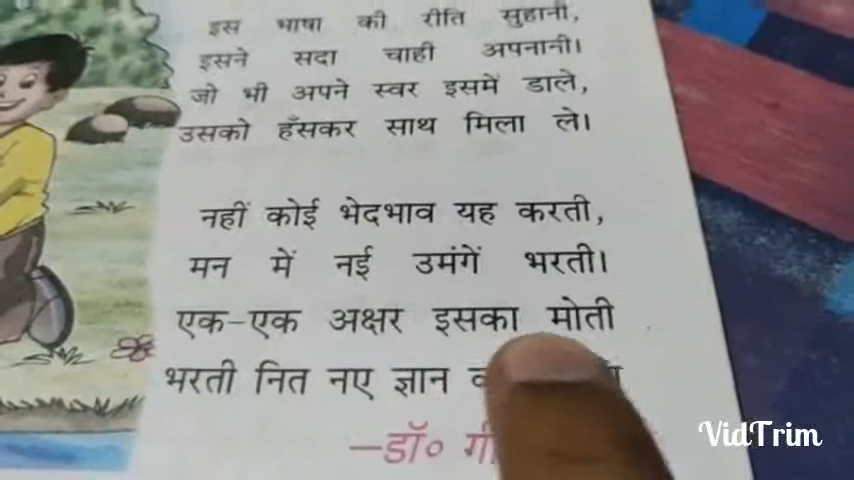 इस भाषा की रीति सुहानी,
इसने सदा चाही अपनानी।
जो भी अपने स्वर इसमें डाले,
उसको हँसकर साथ मिला ले।
नहीं कोई भेदभाव यह करती,
मन में नई उमंगें भरती।
एक-एक अक्षर इसका मोती
भरती नित नए ज्ञान
—डॉ०
VidTrim